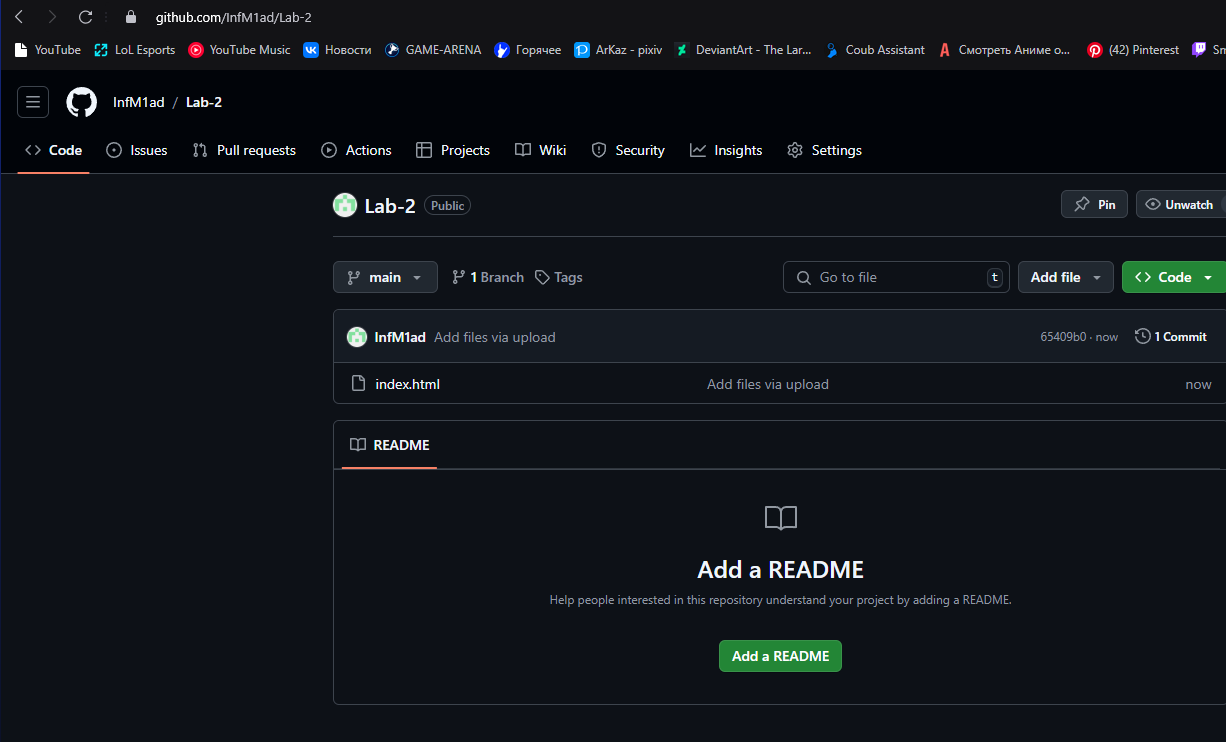 github.com/InfM1ad/Lab-2
YouTube LoL Esports YouTube Music Новости GAME-ARENA Горячее ArKaz - pixiv DeviantArt - The Lar... Coub Assistant Смотреть Аниме о... (42) Pinterest Sm
InfM1ad / Lab-2
Code Issues Pull requests Actions Projects Wiki Security Insights Settings
Lab-2 Public Pin Unwatch
main 1 Branch Tags Go to file t Add file Code
InfM1ad Add files via upload 65409b0 · now 1 Commit
index.html Add files via upload now
README
Add a README
Help people interested in this repository understand your project by adding a README.
Add a README